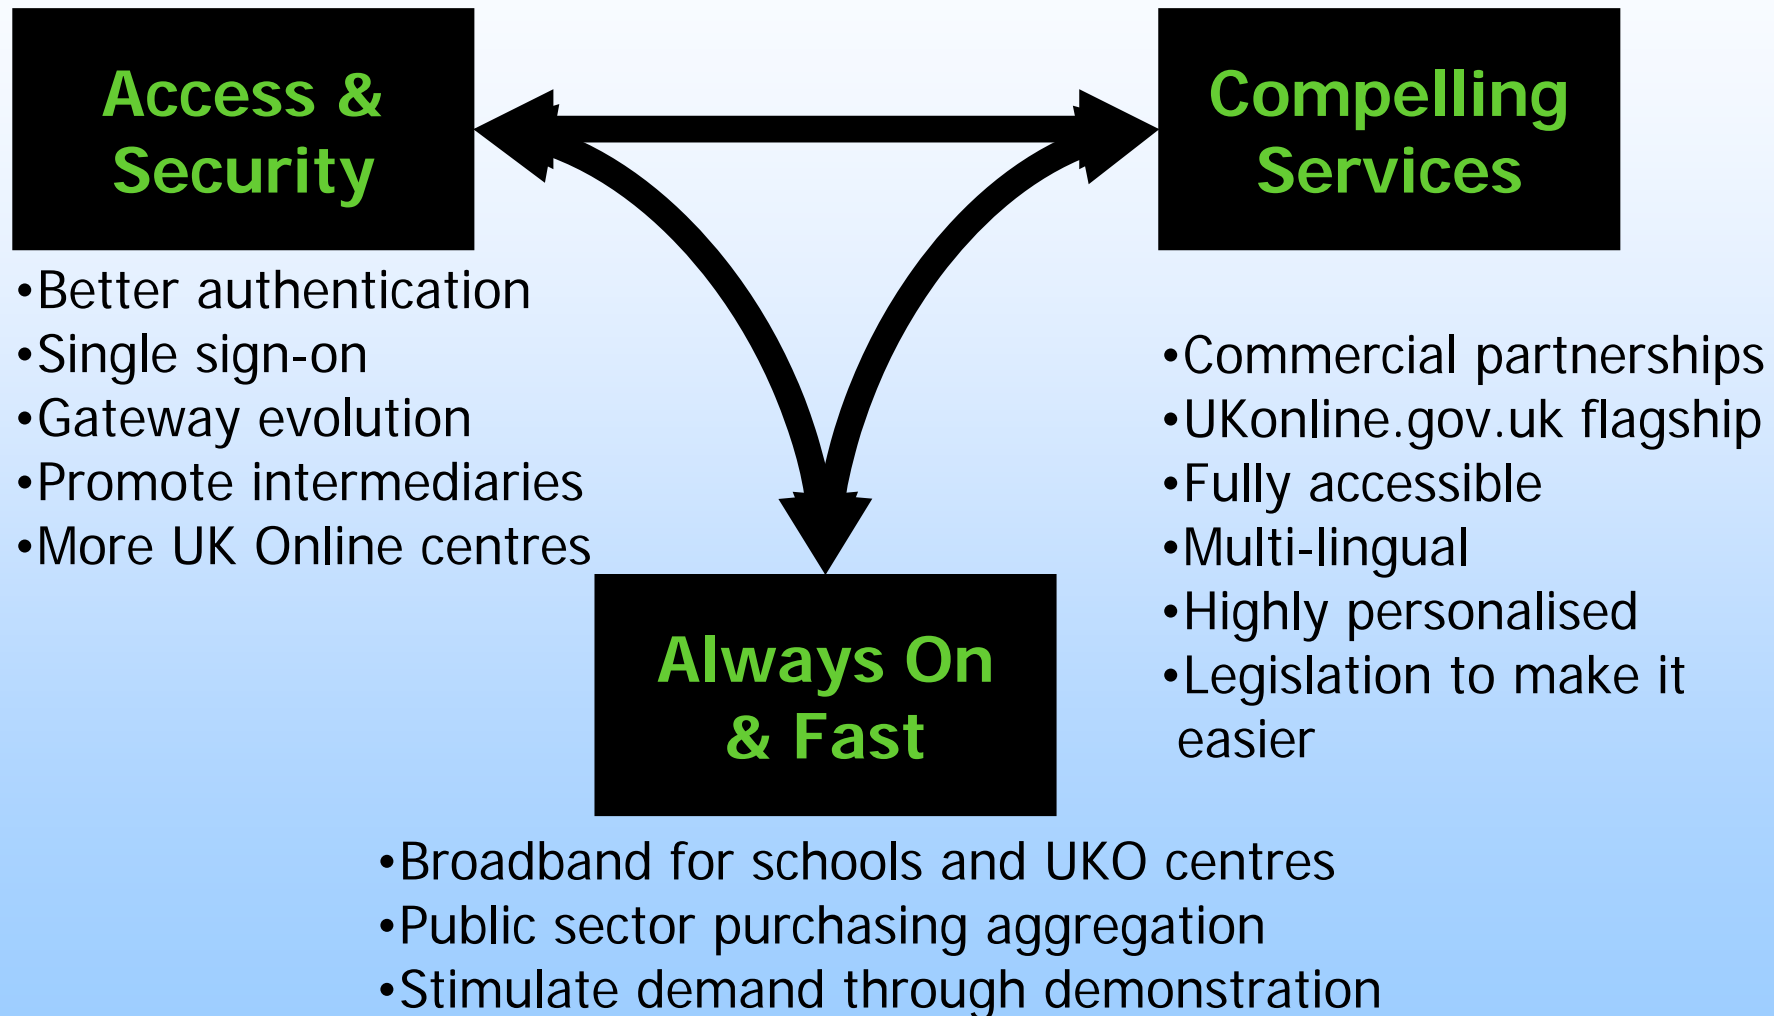 Access &
Security
•Better authentication
•Single sign-on
•Gateway evolution
•Promote intermediaries
•More UK Online centres
Compelling
Services
•Commercial partnerships
•UKonline.gov.uk flagship
•Fully accessible
•Multi-lingual
•Highly personalised
•Legislation to make it
easier
Always On
& Fast
•Broadband for schools and UKO centres
•Public sector purchasing aggregation
•Stimulate demand through demonstration